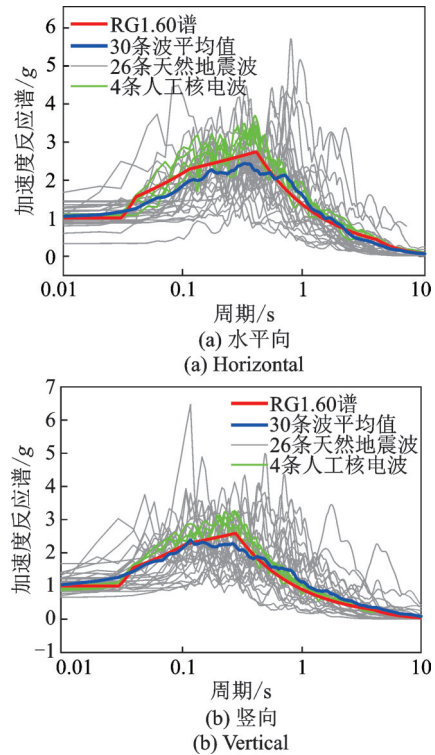 6
5
4
3
2
1
0
加速度反应谱/g
RG1.60谱
30条波平均值
26条天然地震波
4条人工核电波
0.01 0.1 1 10
周期/s
(a) 水平向
(a) Horizontal
7
6
5
4
3
2
1
0
-1
加速度反应谱/g
RG1.60谱
30条波平均值
26条天然地震波
4条人工核电波
0.01 0.1 1 10
周期/s
(b) 竖向
(b) Vertical